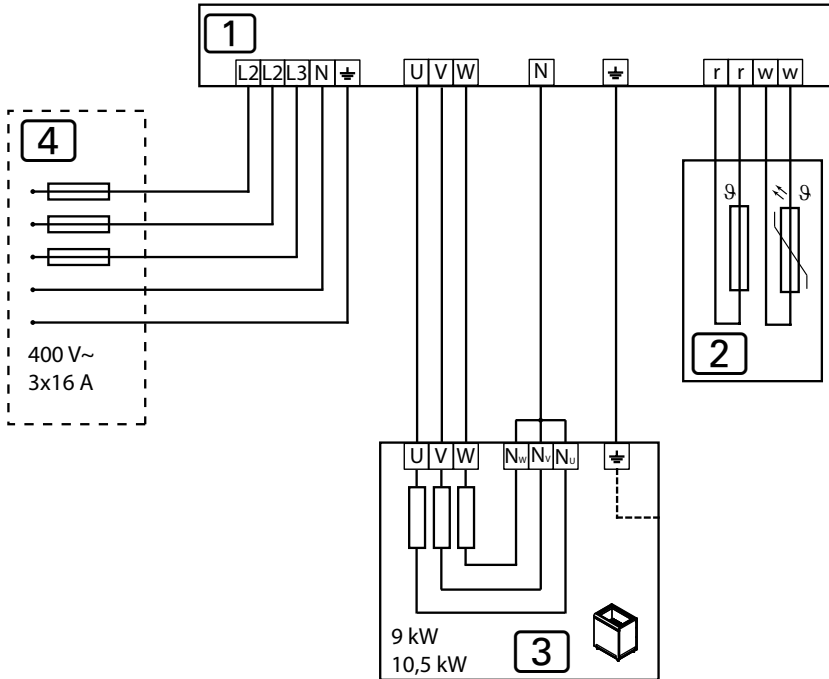 1
L2 L2 L3 N ⏚ U V W N ⏚ r r w w
4
ϑ ϑ
2
400 V~
3x16 A
U V W NW NV NU ⏚
9 kW
10,5 kW
3